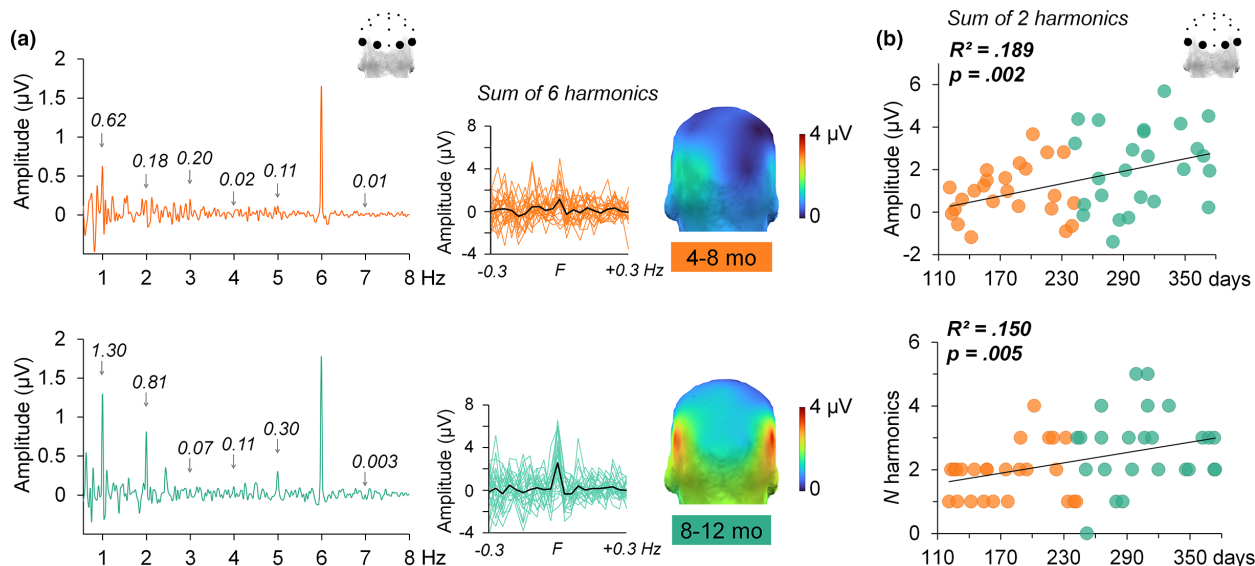 (a)
Amplitude (µV)
2
1.5
1
0.5
0
0.62
0.18
0.20
0.02
0.11
0.01
1 2 3 4 5 6 7 8 Hz
Sum of 6 harmonics
Amplitude (µV)
8
4
0
-4
-0.3 F +0.3 Hz
4 µV
0
4-8 mo
Amplitude (µV)
2
1.5
1
0.5
0
1.30
0.81
0.07
0.11
0.30
0.003
1 2 3 4 5 6 7 8 Hz
Amplitude (µV)
8
4
0
-4
-0.3 F +0.3 Hz
4 µV
0
8-12 mo
(b)
Sum of 2 harmonics
R² = .189
p = .002
Amplitude (µV)
6
4
2
0
-2
110 170 230 290 350 days
R² = .150
p = .005
N harmonics
6
4
2
0
110 170 230 290 350 days